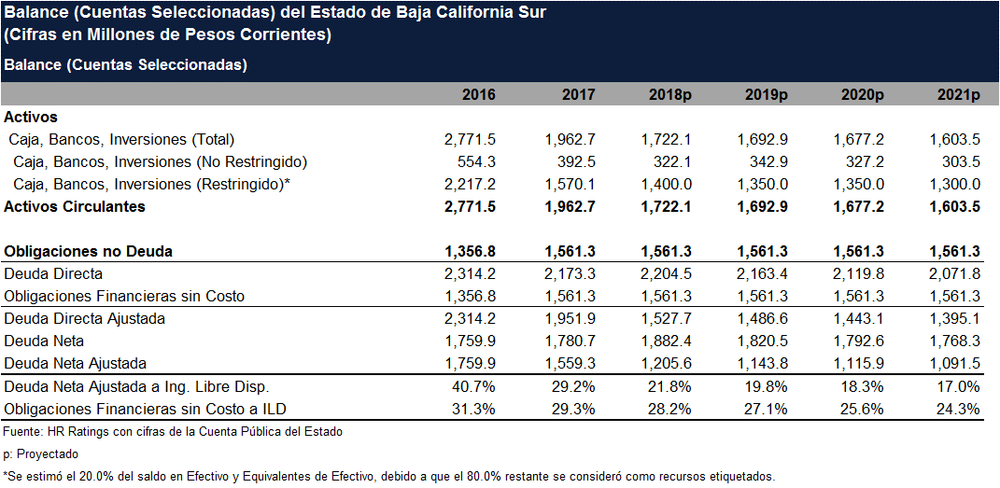 Balance (Cuentas Seleccionadas) del Estado de Baja California Sur
(Cifras en Millones de Pesos Corrientes)
Balance (Cuentas Seleccionadas)
2016 2017 2018p 2019p 2020p 2021p
Activos
Caja, Bancos, Inversiones (Total) 2,771.5 1,962.7 1,722.1 1,692.9 1,677.2 1,603.5
Caja, Bancos, Inversiones (No Restringido) 554.3 392.5 322.1 342.9 327.2 303.5
Caja, Bancos, Inversiones (Restringido)* 2,217.2 1,570.1 1,400.0 1,350.0 1,350.0 1,300.0
Activos Circulantes 2,771.5 1,962.7 1,722.1 1,692.9 1,677.2 1,603.5
Obligaciones no Deuda 1,356.8 1,561.3 1,561.3 1,561.3 1,561.3 1,561.3
Deuda Directa 2,314.2 2,173.3 2,204.5 2,163.4 2,119.8 2,071.8
Obligaciones Financieras sin Costo 1,356.8 1,561.3 1,561.3 1,561.3 1,561.3 1,561.3
Deuda Directa Ajustada 2,314.2 1,951.9 1,527.7 1,486.6 1,443.1 1,395.1
Deuda Neta 1,759.9 1,780.7 1,882.4 1,820.5 1,792.6 1,768.3
Deuda Neta Ajustada 1,759.9 1,559.3 1,205.6 1,143.8 1,115.9 1,091.5
Deuda Neta Ajustada a Ing. Libre Disp. 40.7% 29.2% 21.8% 19.8% 18.3% 17.0%
Obligaciones Financieras sin Costo a ILD 31.3% 29.3% 28.2% 27.1% 25.6% 24.3%
Fuente: HR Ratings con cifras de la Cuenta Pública del Estado
p: Proyectado
*Se estimó el 20.0% del saldo en Efectivo y Equivalentes de Efectivo, debido a que el 80.0% restante se consideró como recursos etiquetados.